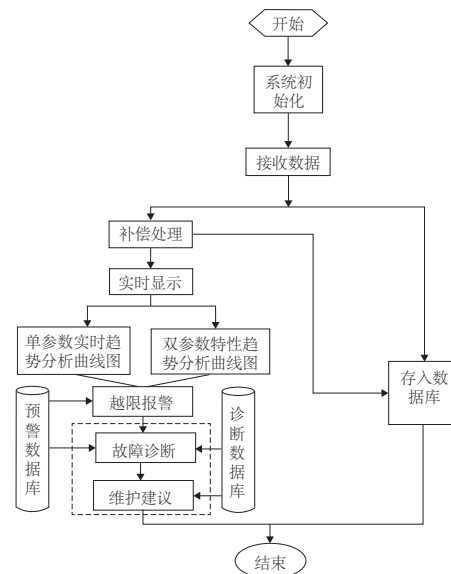 开始
系统初
始化
接收数据
补偿处理
实时显示
单参数实时趋
势分析曲线图
双参数特性趋
势分析曲线图
存入数
据库
预警数据库
越限报警
诊断数据库
故障诊断
维护建议
结束